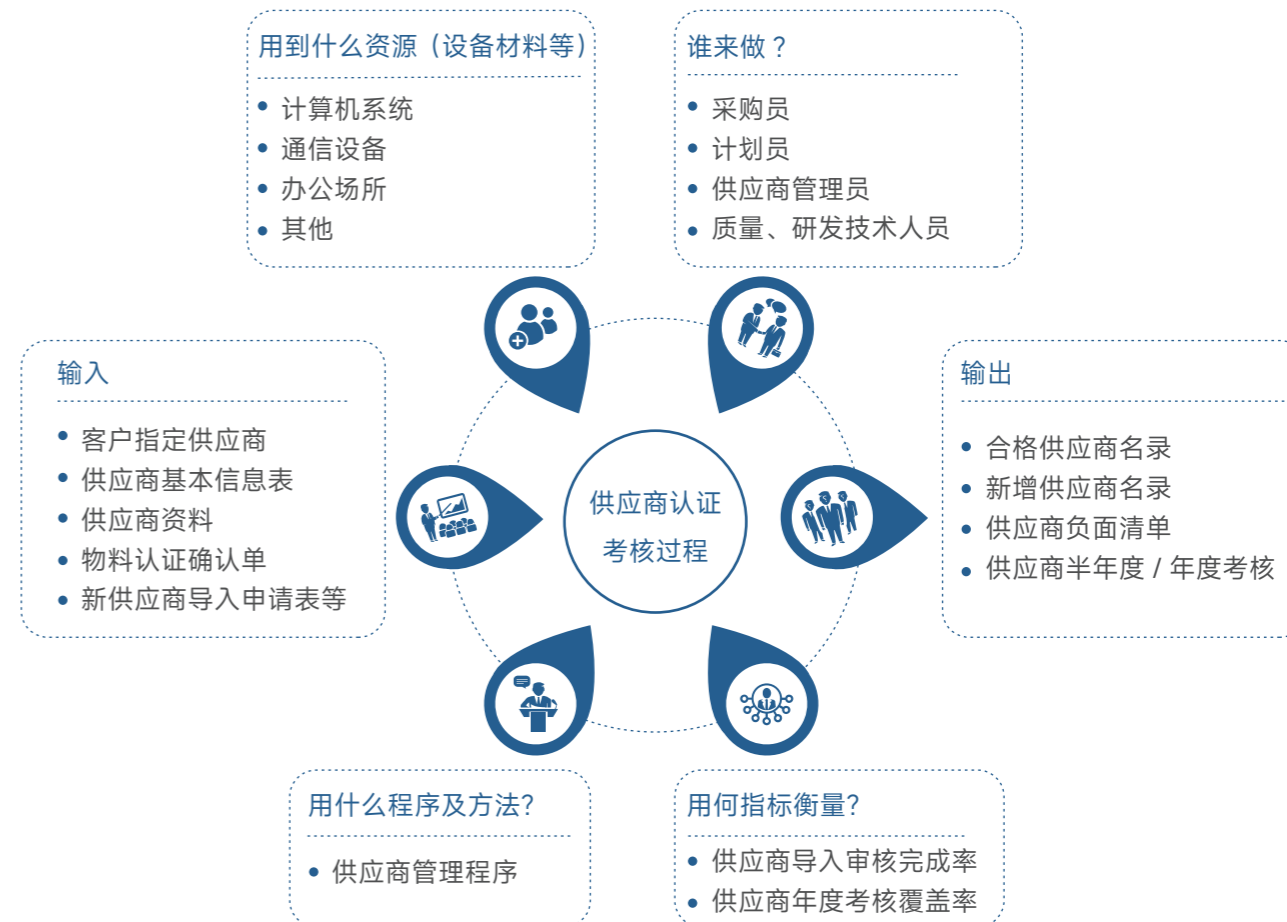 用到什么资源（设备材料等）
计算机系统
通信设备
办公场所
其他
谁来做？
采购员
计划员
供应商管理员
质量、研发技术人员
输入
客户指定供应商
供应商基本信息表
供应商资料
物料认证确认单
新供应商导入申请表等
供应商认证
考核过程
输出
合格供应商名录
新增供应商名录
供应商负面清单
供应商半年度 / 年度考核
用什么程序及方法?
供应商管理程序
用何指标衡量?
供应商导入审核完成率
供应商年度考核覆盖率